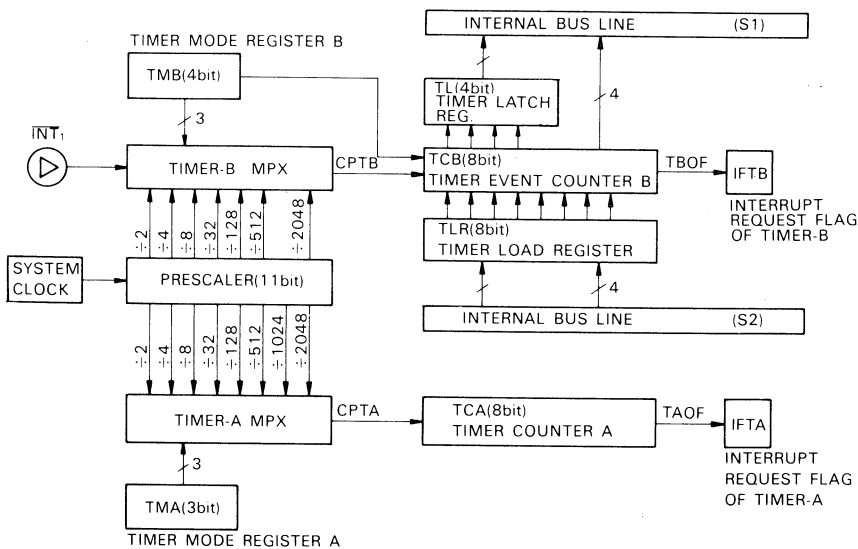 INTERNAL BUS LINE (S1)
TIMER MODE REGISTER B
TMB(4bit)
TL(4bit)
TIMER LATCH
REG.
3
4
INT₁
TIMER-B MPX
CPTB
TCB(8bit)
TIMER EVENT COUNTER B
TBOF
IFTB
INTERRUPT
REQUEST FLAG
OF TIMER-B
÷2
÷4
÷8
÷32
÷128
÷512
÷2048
TLR(8bit)
TIMER LOAD REGISTER
SYSTEM
CLOCK
PRESCALER(11bit)
4
INTERNAL BUS LINE (S2)
÷2
÷4
÷8
÷32
÷128
÷512
÷1024
÷2048
TIMER-A MPX
CPTA
TCA(8bit)
TIMER COUNTER A
TAOF
IFTA
INTERRUPT
REQUEST FLAG
OF TIMER-A
3
TMA(3bit)
TIMER MODE REGISTER A